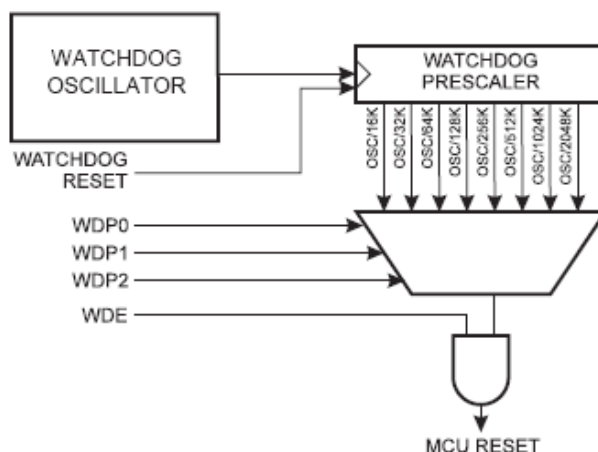 WATCHDOG
OSCILLATOR
WATCHDOG
PRESCALER
OSC/16K
OSC/32K
OSC/64K
OSC/128K
OSC/256K
OSC/512K
OSC/1024K
OSC/2048K
WATCHDOG
RESET
WDP0
WDP1
WDP2
WDE
MCU RESET